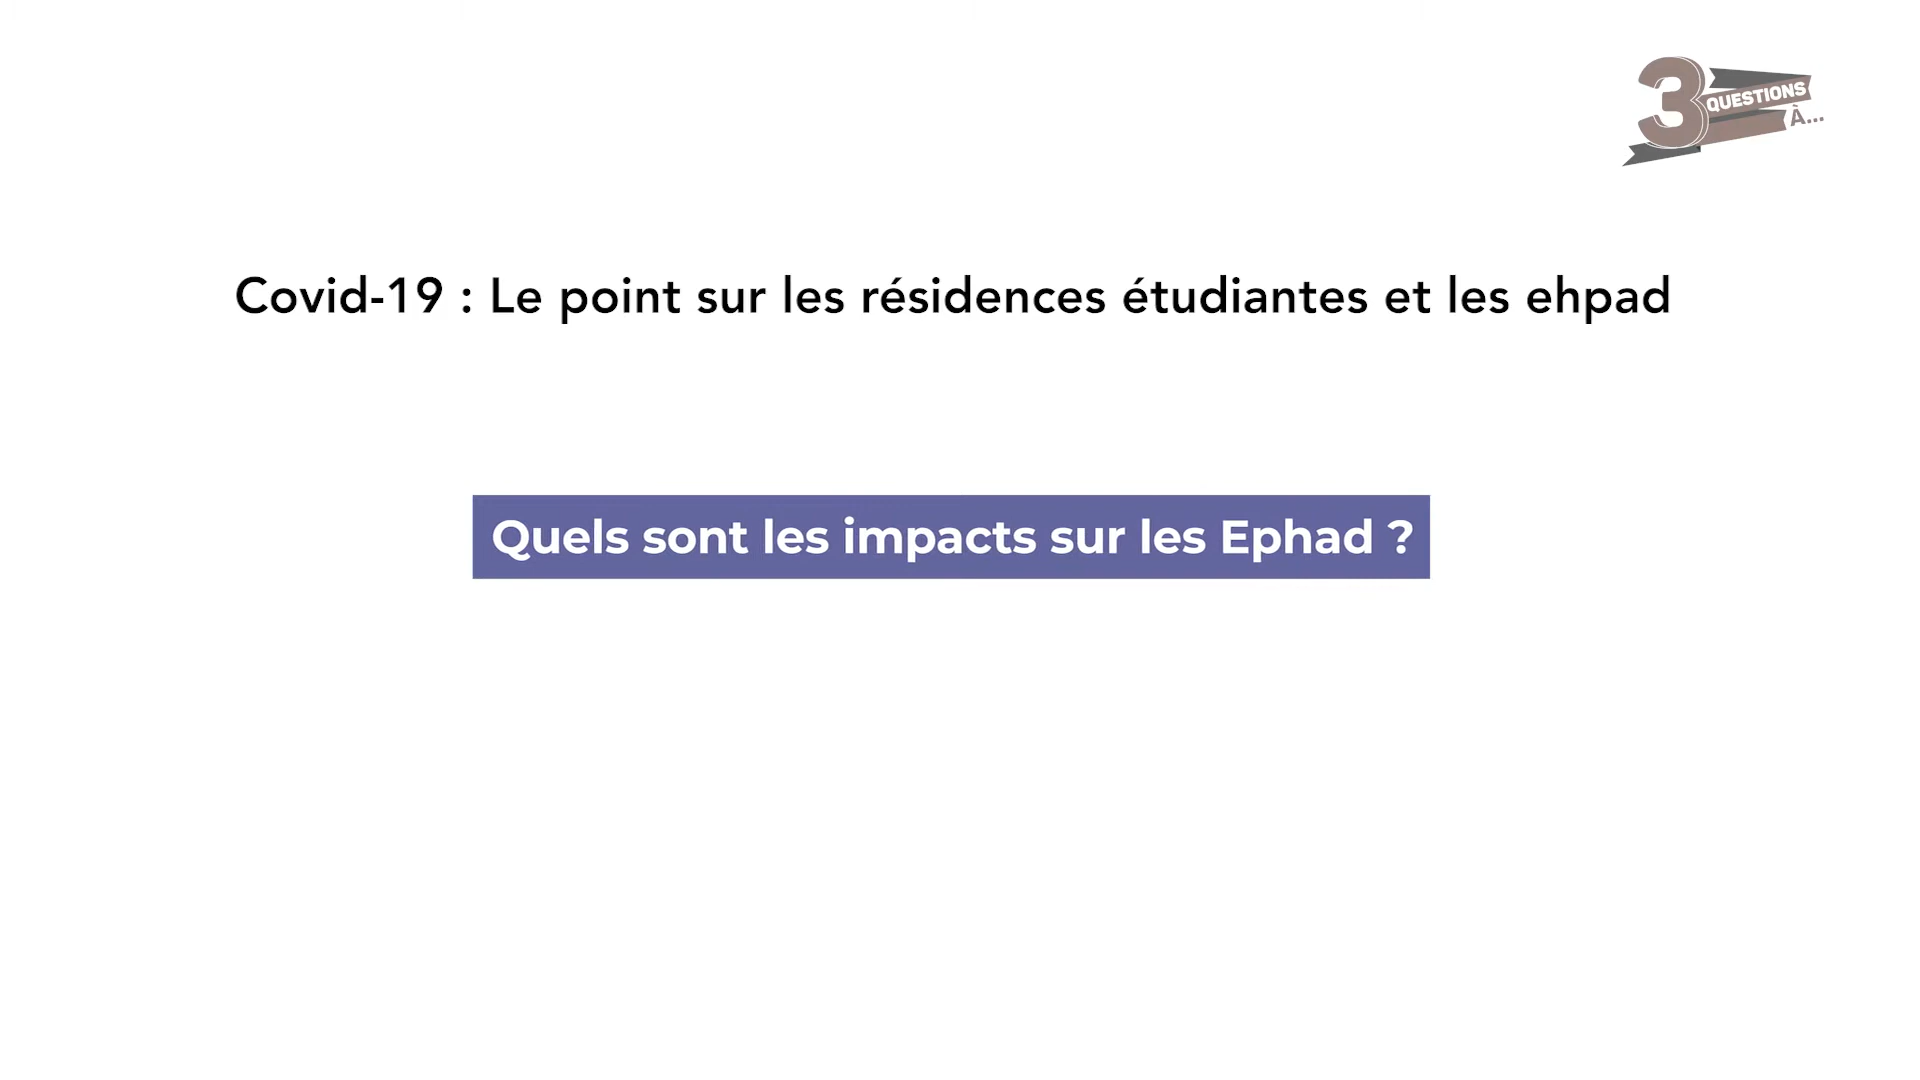 3 QUESTIONS
À...
Covid-19 : Le point sur les résidences étudiantes et les ehpad
Quels sont les impacts sur les Ephad ?